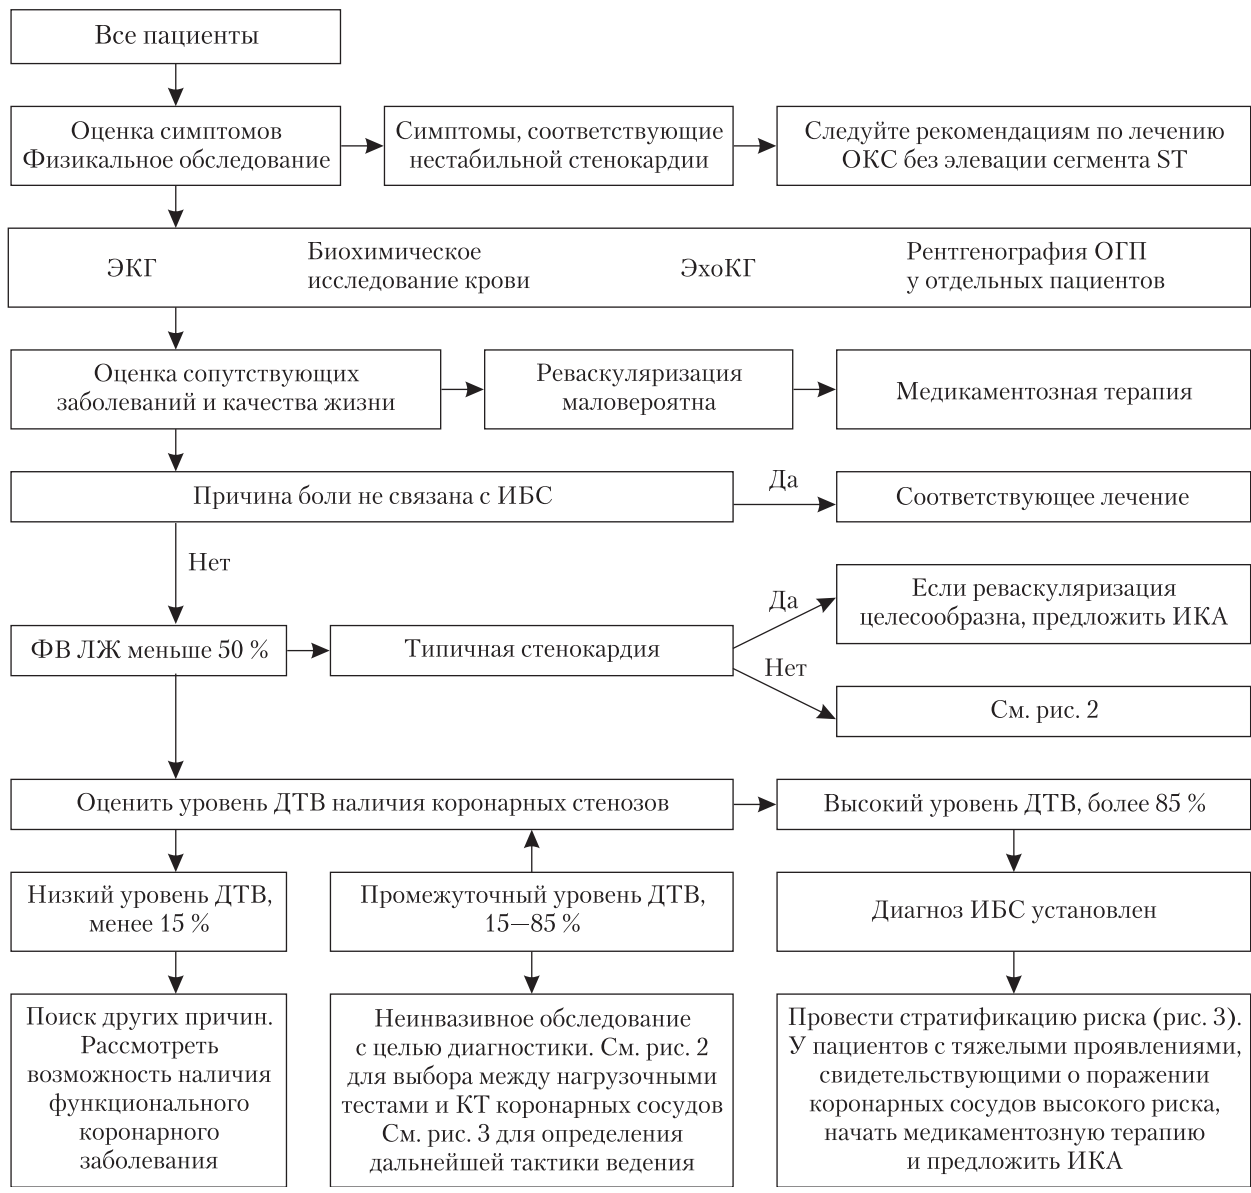 Все пациенты
Оценка симптомов
Физикальное обследование
Симптомы, соответствующие
нестабильной стенокардии
Следуйте рекомендациям по лечению
ОКС без элевации сегмента ST
ЭКГ
Биохимическое
исследование крови
ЭхоКГ
Рентгенография ОГП
у отдельных пациентов
Оценка сопутствующих
заболеваний и качества жизни
Реваскуляризация
маловероятна
Медикаментозная терапия
Причина боли не связана с ИБС
Да
Соответствующее лечение
Нет
ФВ ЛЖ меньше 50 %
Типичная стенокардия
Да
Если реваскуляризация
целесообразна, предложить ИКА
Нет
См. рис. 2
Оценить уровень ДТВ наличия коронарных стенозов
Высокий уровень ДТВ, более 85 %
Низкий уровень ДТВ,
менее 15 %
Промежуточный уровень ДТВ,
15—85 %
Диагноз ИБС установлен
Поиск других причин.
Рассмотреть
возможность наличия
функционального
коронарного
заболевания
Неинвазивное обследование
с целью диагностики. См. рис. 2
для выбора между нагрузочными
тестами и КТ коронарных сосудов
См. рис. 3 для определения
дальнейшей тактики ведения
Провести стратификацию риска (рис. 3).
У пациентов с тяжелыми проявлениями,
свидетельствующими о поражении
коронарных сосудов высокого риска,
начать медикаментозную терапию
и предложить ИКА